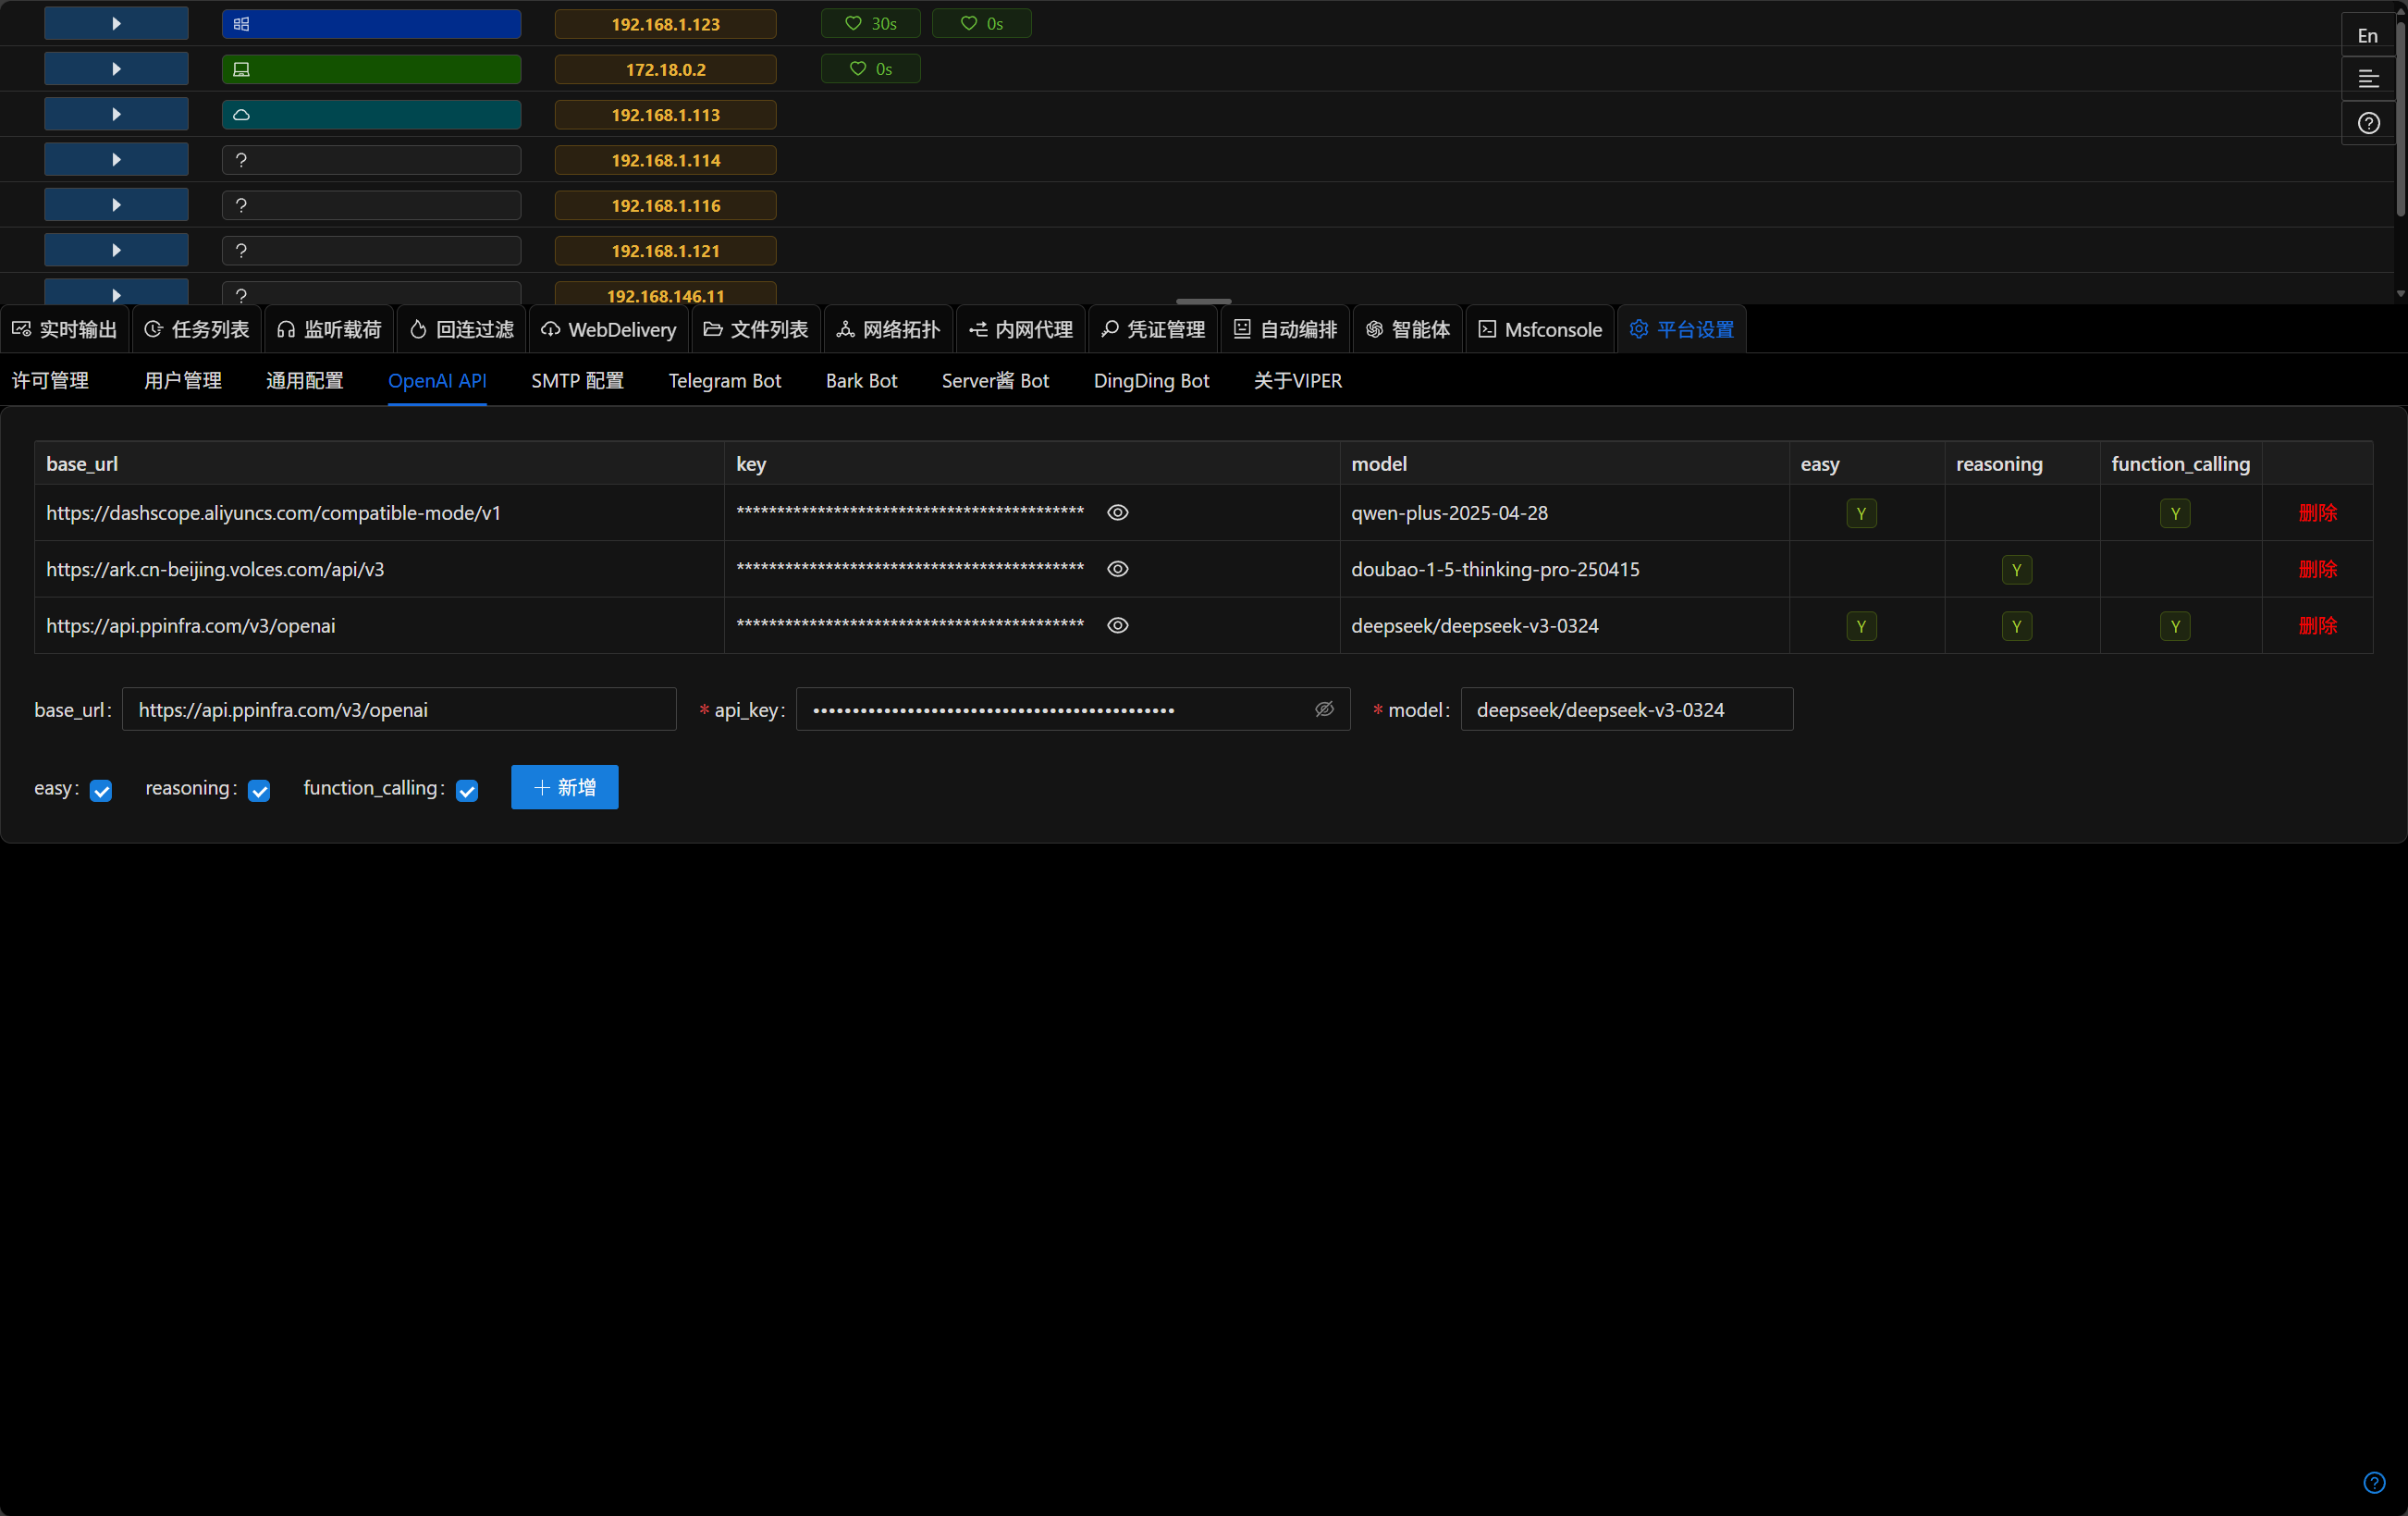 192.168.1.123 30s 0s
En
172.18.0.2 0s
192.168.1.113
? 192.168.1.114
? 192.168.1.116
? 192.168.1.121
? 192.168.146.11
实时输出 任务列表 监听载荷 回连过滤 WebDelivery 文件列表 网络拓扑 内网代理 凭证管理 自动编排 智能体 Msfconsole 平台设置
许可管理 用户管理 通用配置 OpenAI API SMTP 配置 Telegram Bot Bark Bot Server酱 Bot DingDing Bot 关于VIPER
base_url key model easy reasoning function_calling
https://dashscope.aliyuncs.com/compatible-mode/v1 ******************************************* qwen-plus-2025-04-28 Y Y 删除
https://ark.cn-beijing.volces.com/api/v3 ******************************************* doubao-1-5-thinking-pro-250415 Y 删除
https://api.ppinfra.com/v3/openai ******************************************* deepseek/deepseek-v3-0324 Y Y Y 删除
base_url: https://api.ppinfra.com/v3/openai * api_key: •••••••••••••••••••••••••••••••••••••••••••••• * model: deepseek/deepseek-v3-0324
easy: reasoning: function_calling: + 新增